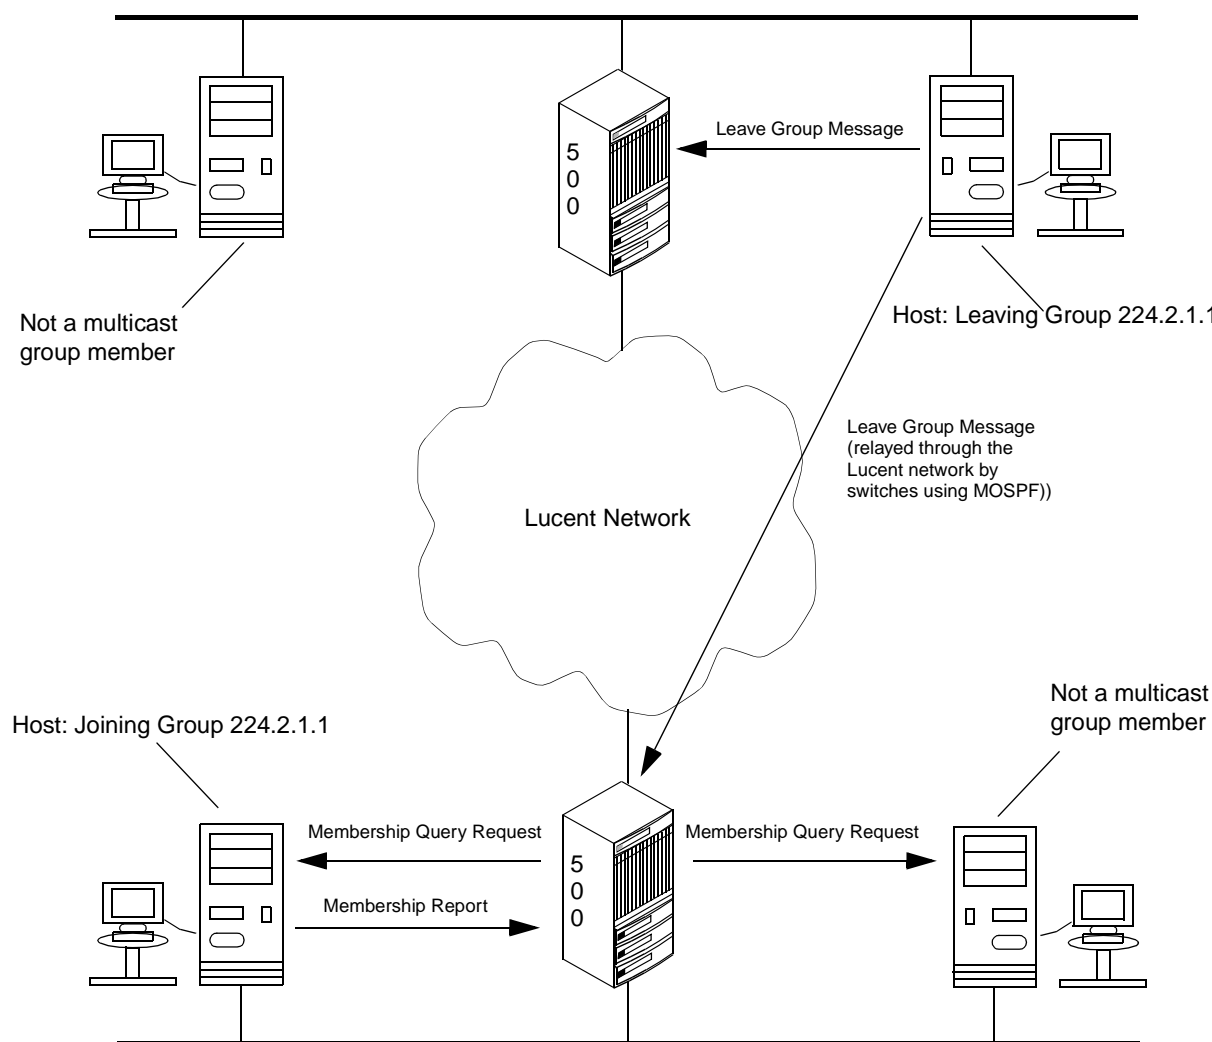 Leave Group Message
5
0
0
Not a multicast
group member
Host: Leaving Group 224.2.1.1
Leave Group Message
(relayed through the
Lucent network by
switches using MOSPF))
Lucent Network
Not a multicast
group member
Host: Joining Group 224.2.1.1
Membership Query Request
Membership Query Request
5
0
0
Membership Report